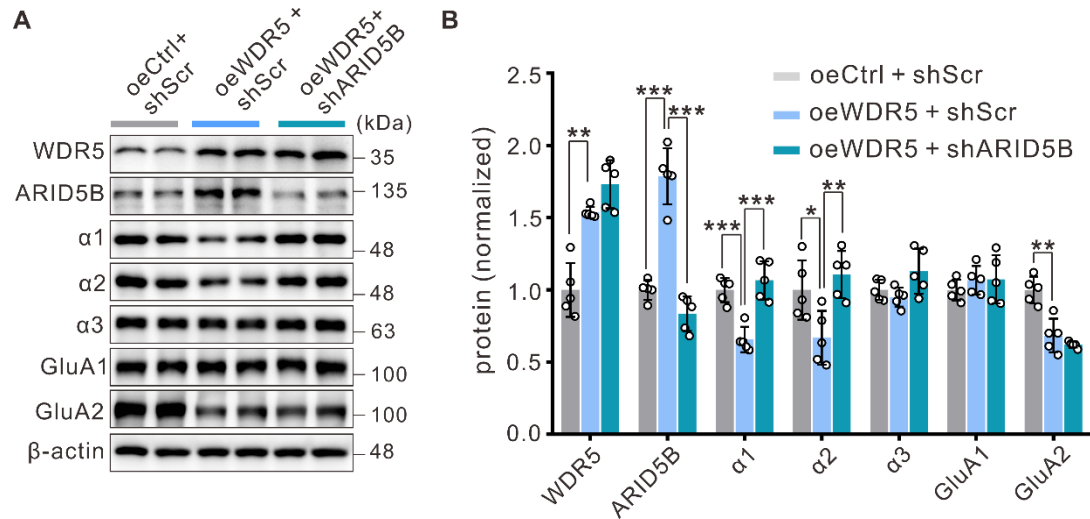 A
oeCtrl+
shScr
oeWDR5 +
shScr
oeWDR5+
shARID5B
(kDa)
WDR5
35
ARID5B
135
α1
48
α2
48
α3
63
GluA1
100
GluA2
100
β-actin
48
B
protein (normalized)
2.5
2.0
1.5
1.0
0.5
0.0
oeCtrl + shScr
oeWDR5 + shScr
oeWDR5 + shARID5B
**
***
***
***
***
*
**
**
WDR5
ARID5B
α1
α2
α3
GluA1
GluA2